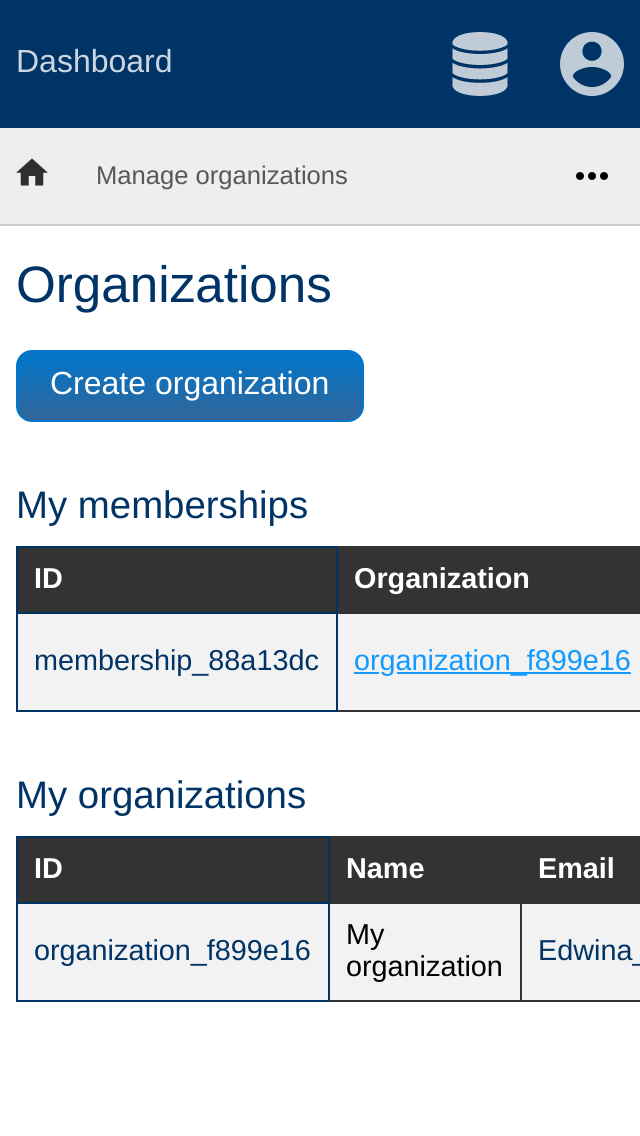 Dashboard
Manage organizations
Organizations
Create organization
My memberships
ID Organization
membership_88a13dc organization_f899e16
My organizations
ID Name Email
organization_f899e16 My organization Edwina_